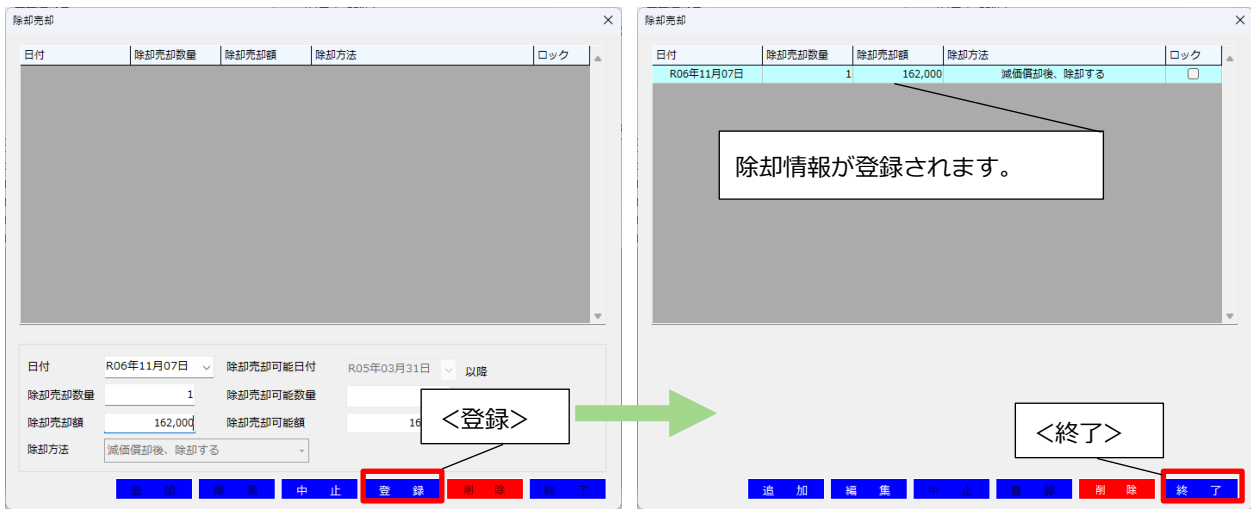 除却売却
日付 除却売却数量 除却売却額 除却方法 ロック
日付 R06年11月07日 除却売却可能日付 R05年03月31日 以降
除却売却数量 1 除却売却可能数量
除却売却額 162,000 除却売却可能額 16
除却方法 減価償却後、除却する
<登録>
追 加 編 集 中 止 登 録 削 除 終 了
除却売却
日付 除却売却数量 除却売却額 除却方法 ロック
R06年11月07日 1 162,000 減価償却後、除却する
除却情報が登録されます。
<終了>
追 加 編 集 中 止 登 録 削 除 終 了